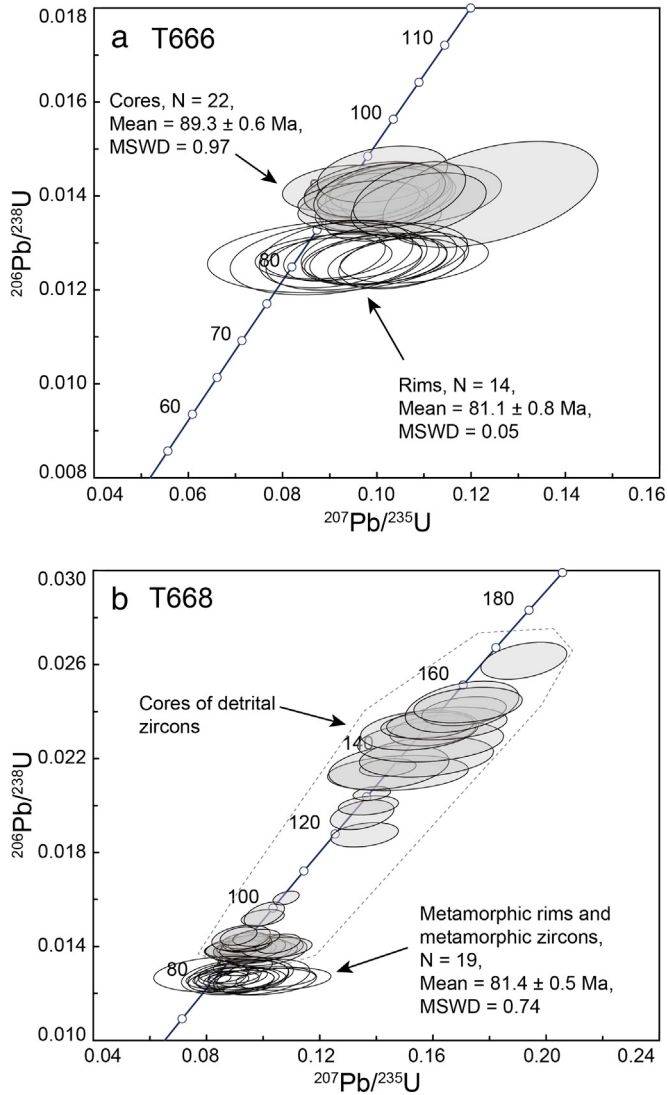 a T666
0.018
0.016
0.014
0.012
0.010
0.008
²⁰⁶Pb/²³⁸U
110
100
80
70
60
Cores, N = 22,
Mean = 89.3 ± 0.6 Ma,
MSWD = 0.97
Rims, N = 14,
Mean = 81.1 ± 0.8 Ma,
MSWD = 0.05
0.04 0.06 0.08 0.10 0.12 0.14 0.16
²⁰⁷Pb/²³⁵U
b T668
0.030
0.026
0.022
0.018
0.014
0.010
²⁰⁶Pb/²³⁸U
180
160
140
120
100
80
Cores of detrital
zircons
Metamorphic rims and
metamorphic zircons,
N = 19,
Mean = 81.4 ± 0.5 Ma,
MSWD = 0.74
0.04 0.08 0.12 0.16 0.20 0.24
²⁰⁷Pb/²³⁵U